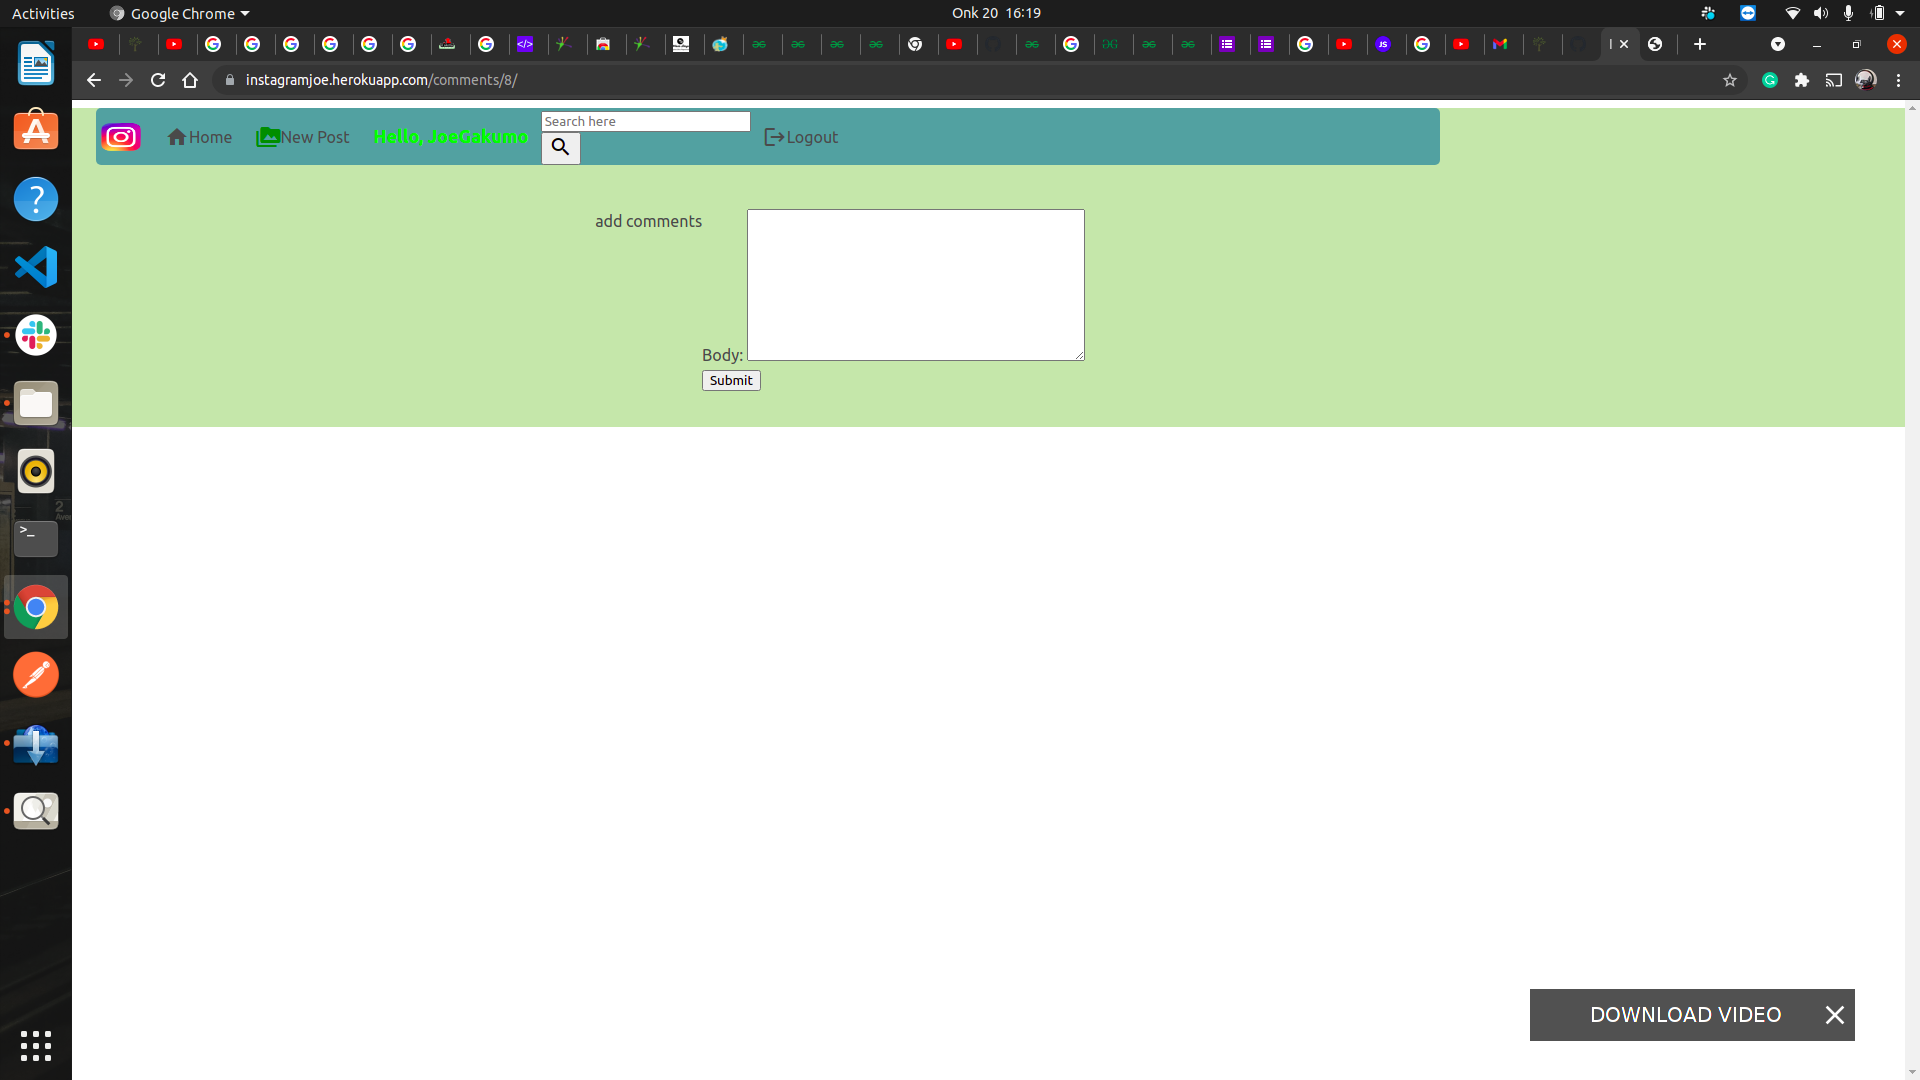 Activities
Google Chrome
Onk 20 16:19
instagramjoe.herokuapp.com/comments/8/
Home
New Post
Hello, JoeGakumo
Search here
Logout
add comments
Body:
Submit
DOWNLOAD VIDEO